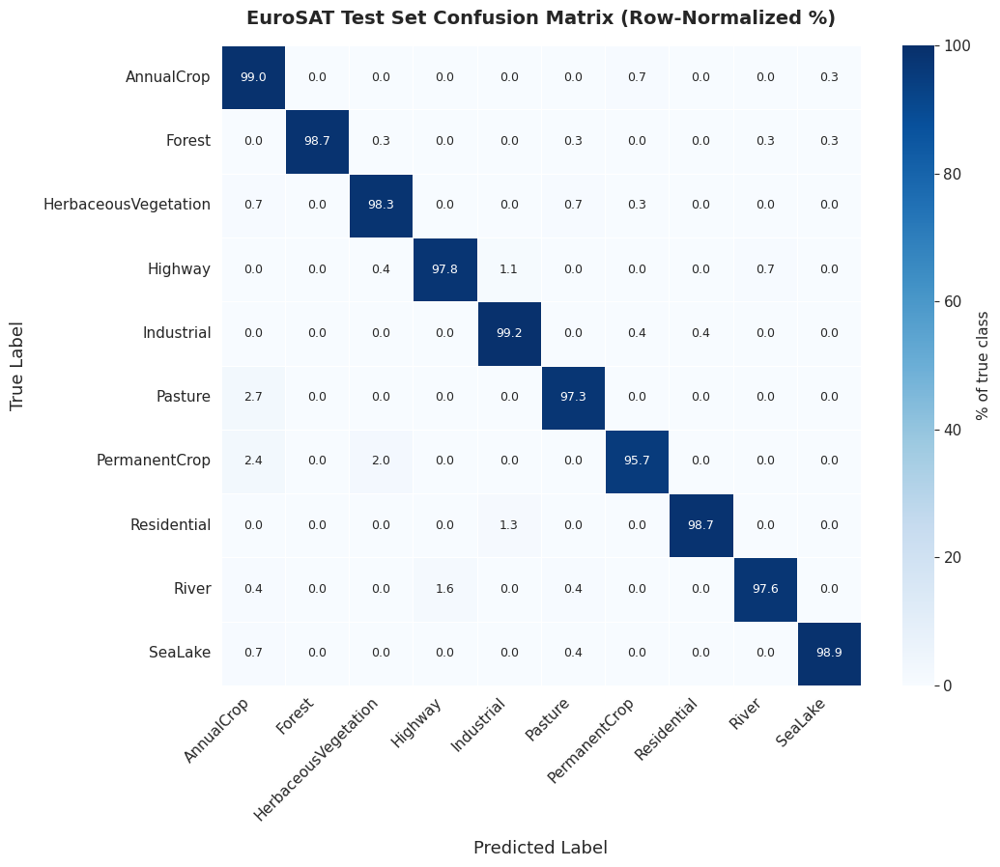 EuroSAT Test Set Confusion Matrix (Row-Normalized %)
AnnualCrop 99.0 0.0 0.0 0.0 0.0 0.0 0.7 0.0 0.0 0.3
Forest 0.0 98.7 0.3 0.0 0.0 0.3 0.0 0.0 0.3 0.3
HerbaceousVegetation 0.7 0.0 98.3 0.0 0.0 0.7 0.3 0.0 0.0 0.0
Highway 0.0 0.0 0.4 97.8 1.1 0.0 0.0 0.0 0.7 0.0
Industrial 0.0 0.0 0.0 0.0 99.2 0.0 0.4 0.4 0.0 0.0
Pasture 2.7 0.0 0.0 0.0 0.0 97.3 0.0 0.0 0.0 0.0
PermanentCrop 2.4 0.0 2.0 0.0 0.0 0.0 95.7 0.0 0.0 0.0
Residential 0.0 0.0 0.0 0.0 1.3 0.0 0.0 98.7 0.0 0.0
River 0.4 0.0 0.0 1.6 0.0 0.4 0.0 0.0 97.6 0.0
SeaLake 0.7 0.0 0.0 0.0 0.0 0.4 0.0 0.0 0.0 98.9
AnnualCrop Forest HerbaceousVegetation Highway Industrial Pasture PermanentCrop Residential River SeaLake
Predicted Label
True Label
100
80
60
40
20
0
% of true class